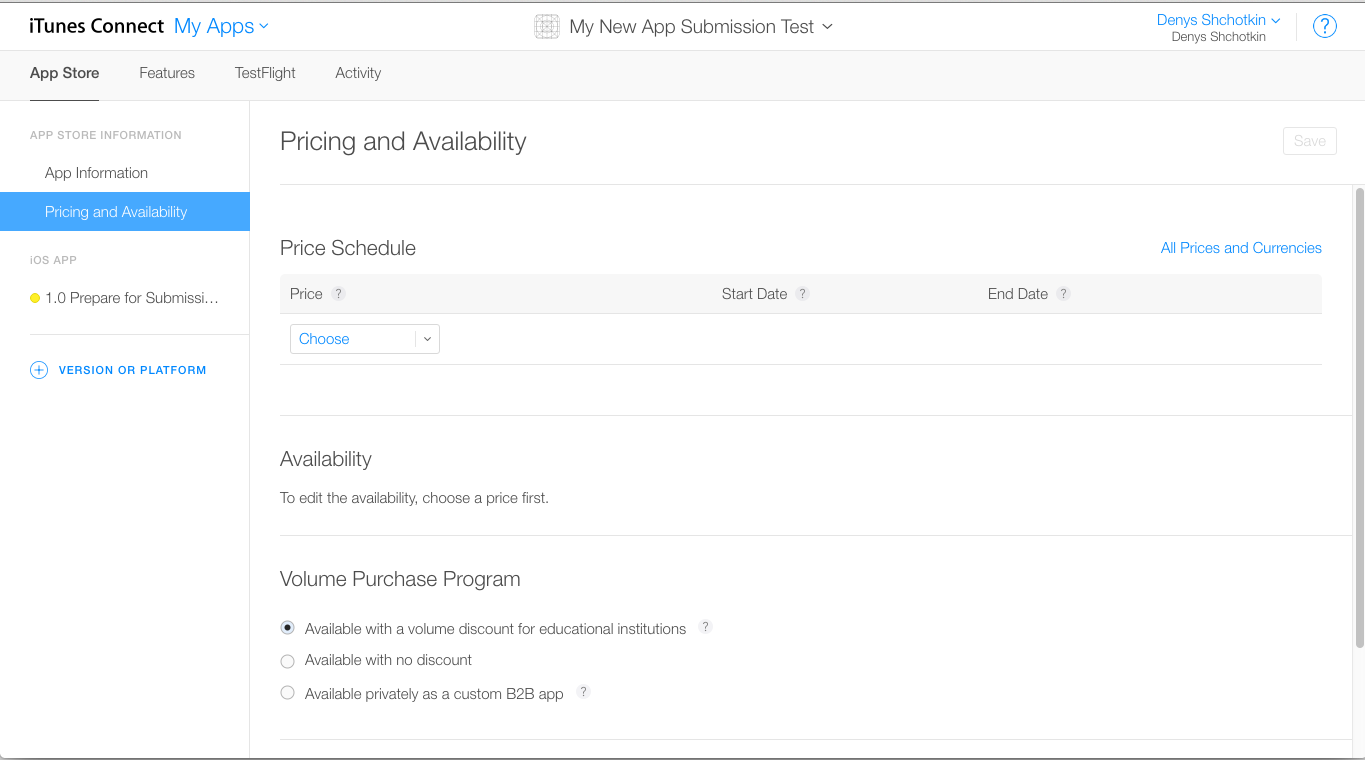 iTunes Connect My Apps My New App Submission Test Denys Shchotkin ?
Denys Shchotkin
App Store Features TestFlight Activity
APP STORE INFORMATION
App Information
Pricing and Availability
iOS APP
1.0 Prepare for Submissi...
+ VERSION OR PLATFORM
Pricing and Availability Save
Price Schedule All Prices and Currencies
Price ? Start Date ? End Date ?
Choose
Availability
To edit the availability, choose a price first.
Volume Purchase Program
Available with a volume discount for educational institutions ?
Available with no discount
Available privately as a custom B2B app ?